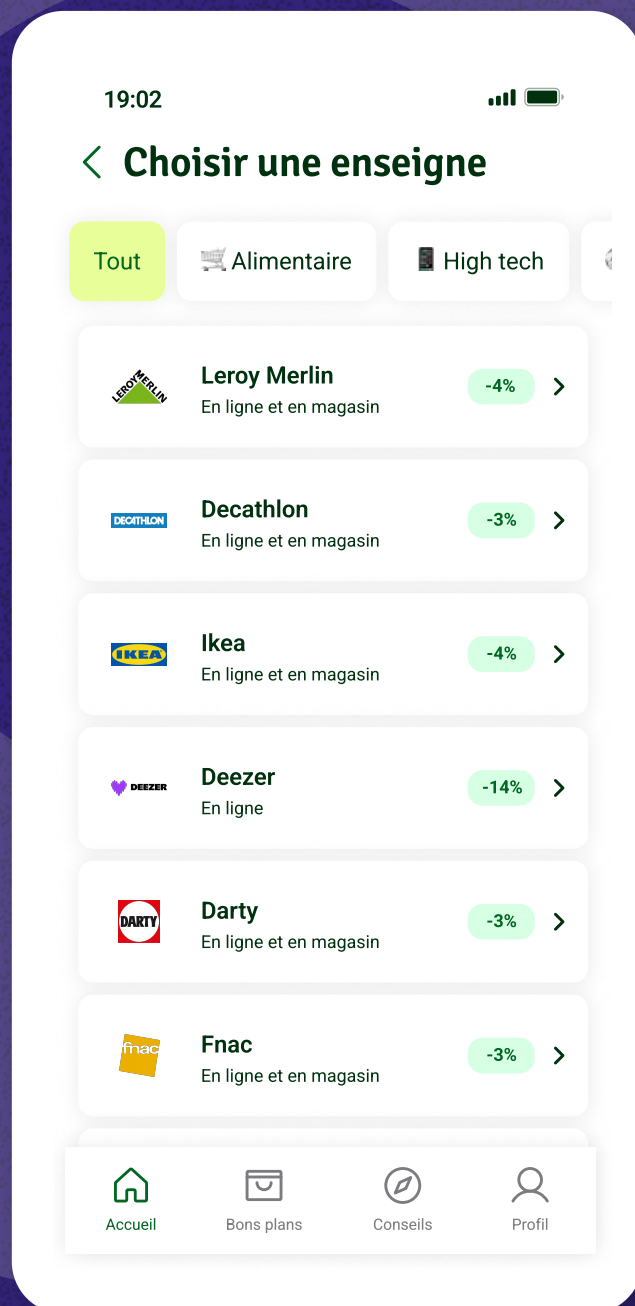 19:02
Choisir une enseigne
Tout
Alimentaire
High tech
LEROY MERLIN
Leroy Merlin
En ligne et en magasin
-4%
DECATHLON
Decathlon
En ligne et en magasin
-3%
IKEA
Ikea
En ligne et en magasin
-4%
DEEZER
Deezer
En ligne
-14%
DARTY
Darty
En ligne et en magasin
-3%
fnac
Fnac
En ligne et en magasin
-3%
Accueil
Bons plans
Conseils
Profil